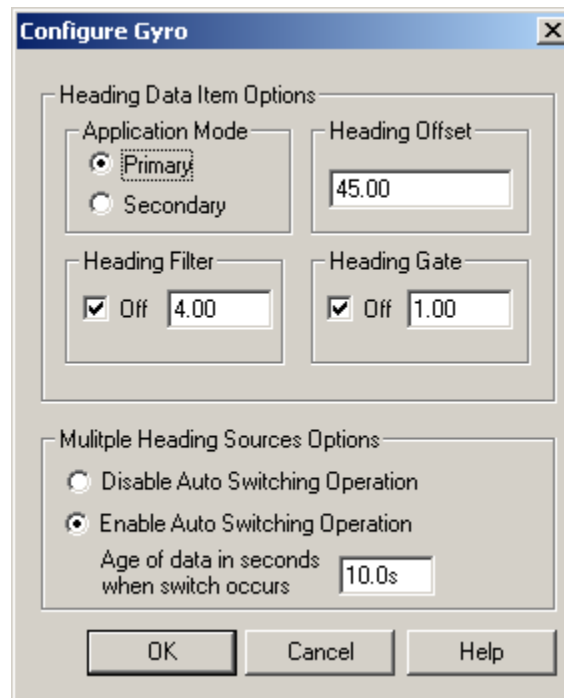 Configure Gyro
Heading Data Item Options
Application Mode
Primary
Secondary
Heading Offset
45.00
Heading Filter
Off 4.00
Heading Gate
Off 1.00
Mulitple Heading Sources Options
Disable Auto Switching Operation
Enable Auto Switching Operation
Age of data in seconds
when switch occurs
10.0s
OK Cancel Help